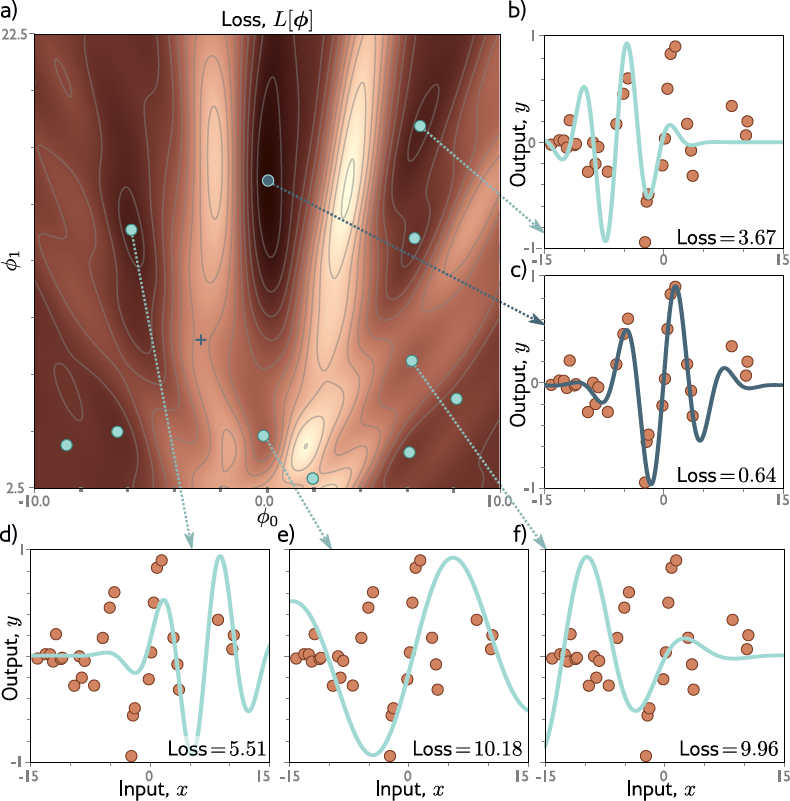 a)
Loss, L[ϕ]
22.5
ϕ₁
2.5
-10.0
0.0
10.0
ϕ₀
b)
1
Output, y
0
-1
Loss=3.67
-15
0
15
c)
1
Output, y
0
-1
Loss=0.64
-15
0
15
d)
1
Output, y
-1
Loss=5.51
-15
0
15
Input, x
e)
Loss=10.18
-15
0
15
Input, x
f)
Loss=9.96
-15
0
15
Input, x